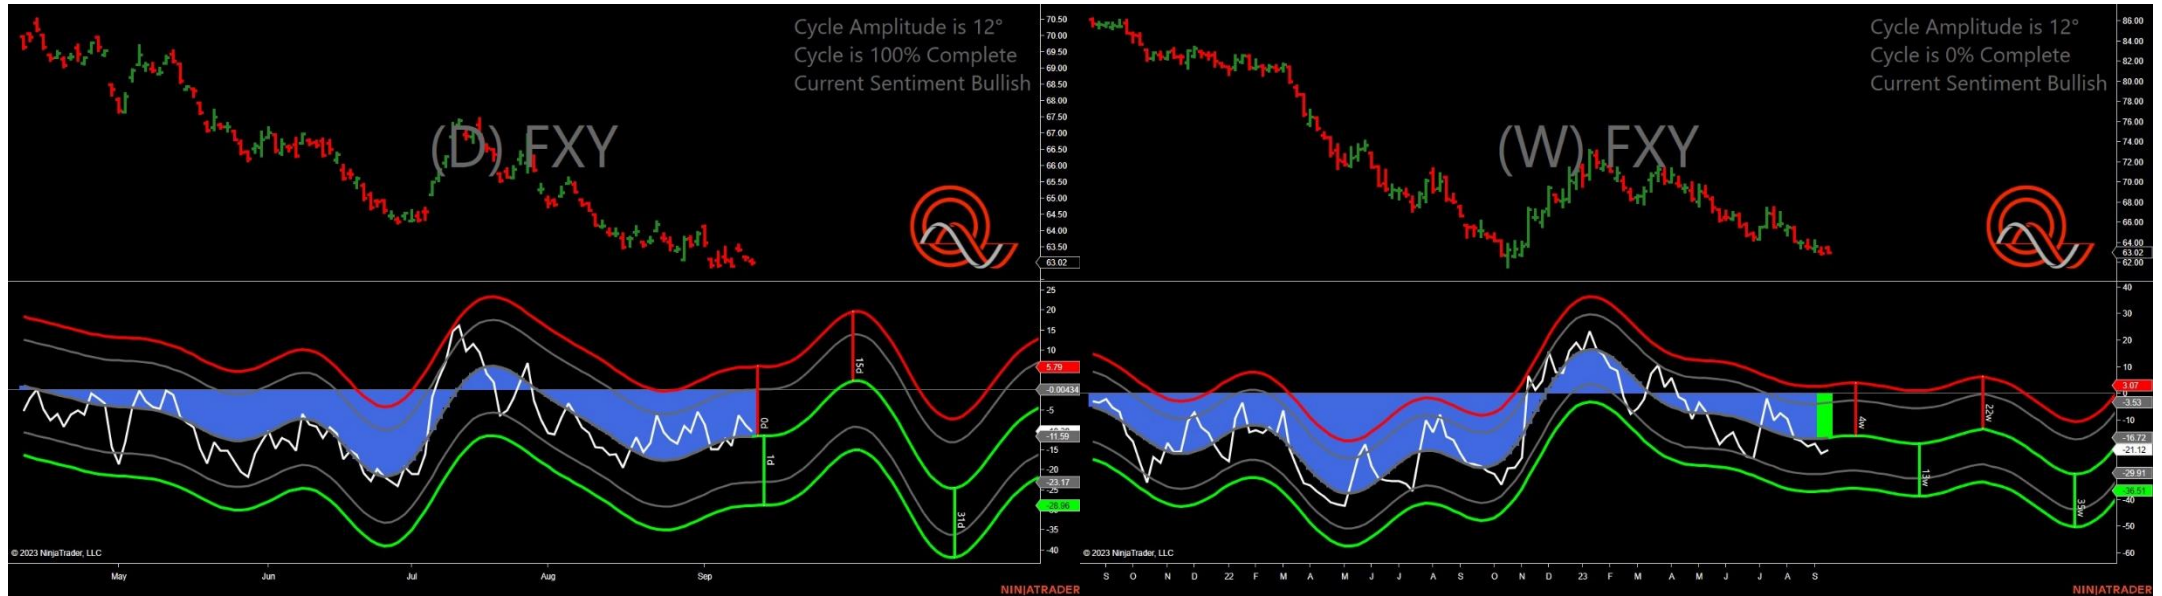 Cycle Amplitude is 12°
Cycle is 100% Complete
Current Sentiment Bullish
(D) FXY
70.50
70.00
69.50
69.00
68.50
68.00
67.50
67.00
66.50
66.00
65.50
65.00
64.50
64.00
63.50
63.02
25
20
15
10
5.79
-0.00434
-5
-11.59
-15
-20
-23.17
-25
-28.96
-35
-40
0d
1d
15d
31d
© 2023 NinjaTrader, LLC
May Jun Jul Aug Sep
NINJATRADER
Cycle Amplitude is 12°
Cycle is 0% Complete
Current Sentiment Bullish
(W) FXY
86.00
84.00
82.00
80.00
78.00
76.00
74.00
72.00
70.00
68.00
66.00
64.00
63.02
62.00
40
30
20
10
3.07
-3.53
-10
-16.72
-21.12
-29.91
-36.51
-40
-50
-60
4w
13w
22w
35w
© 2023 NinjaTrader, LLC
S O N D 22 F M A M J J A S O N D 23 F M A M J J A S
NINJATRADER